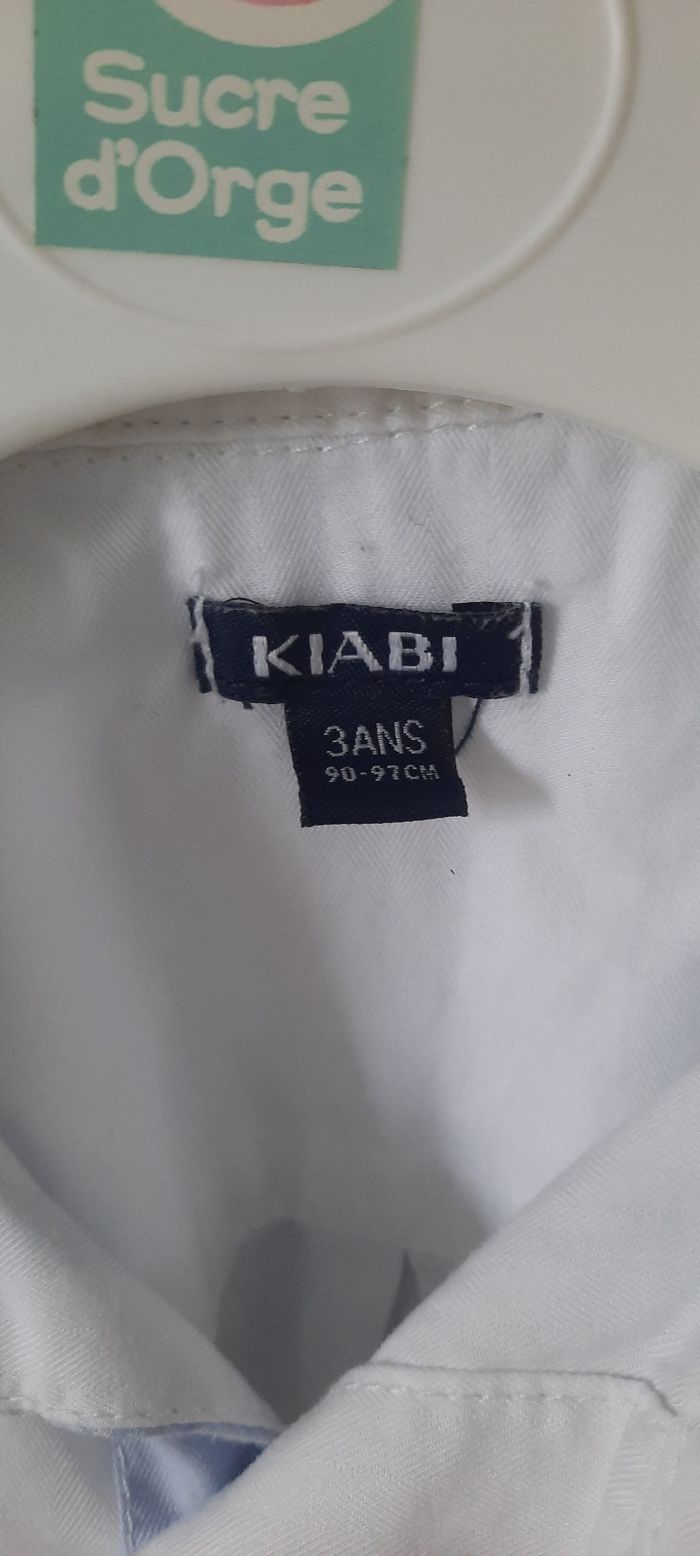 Sucre
d'Orge
KIABI
3ANS
90-97CM